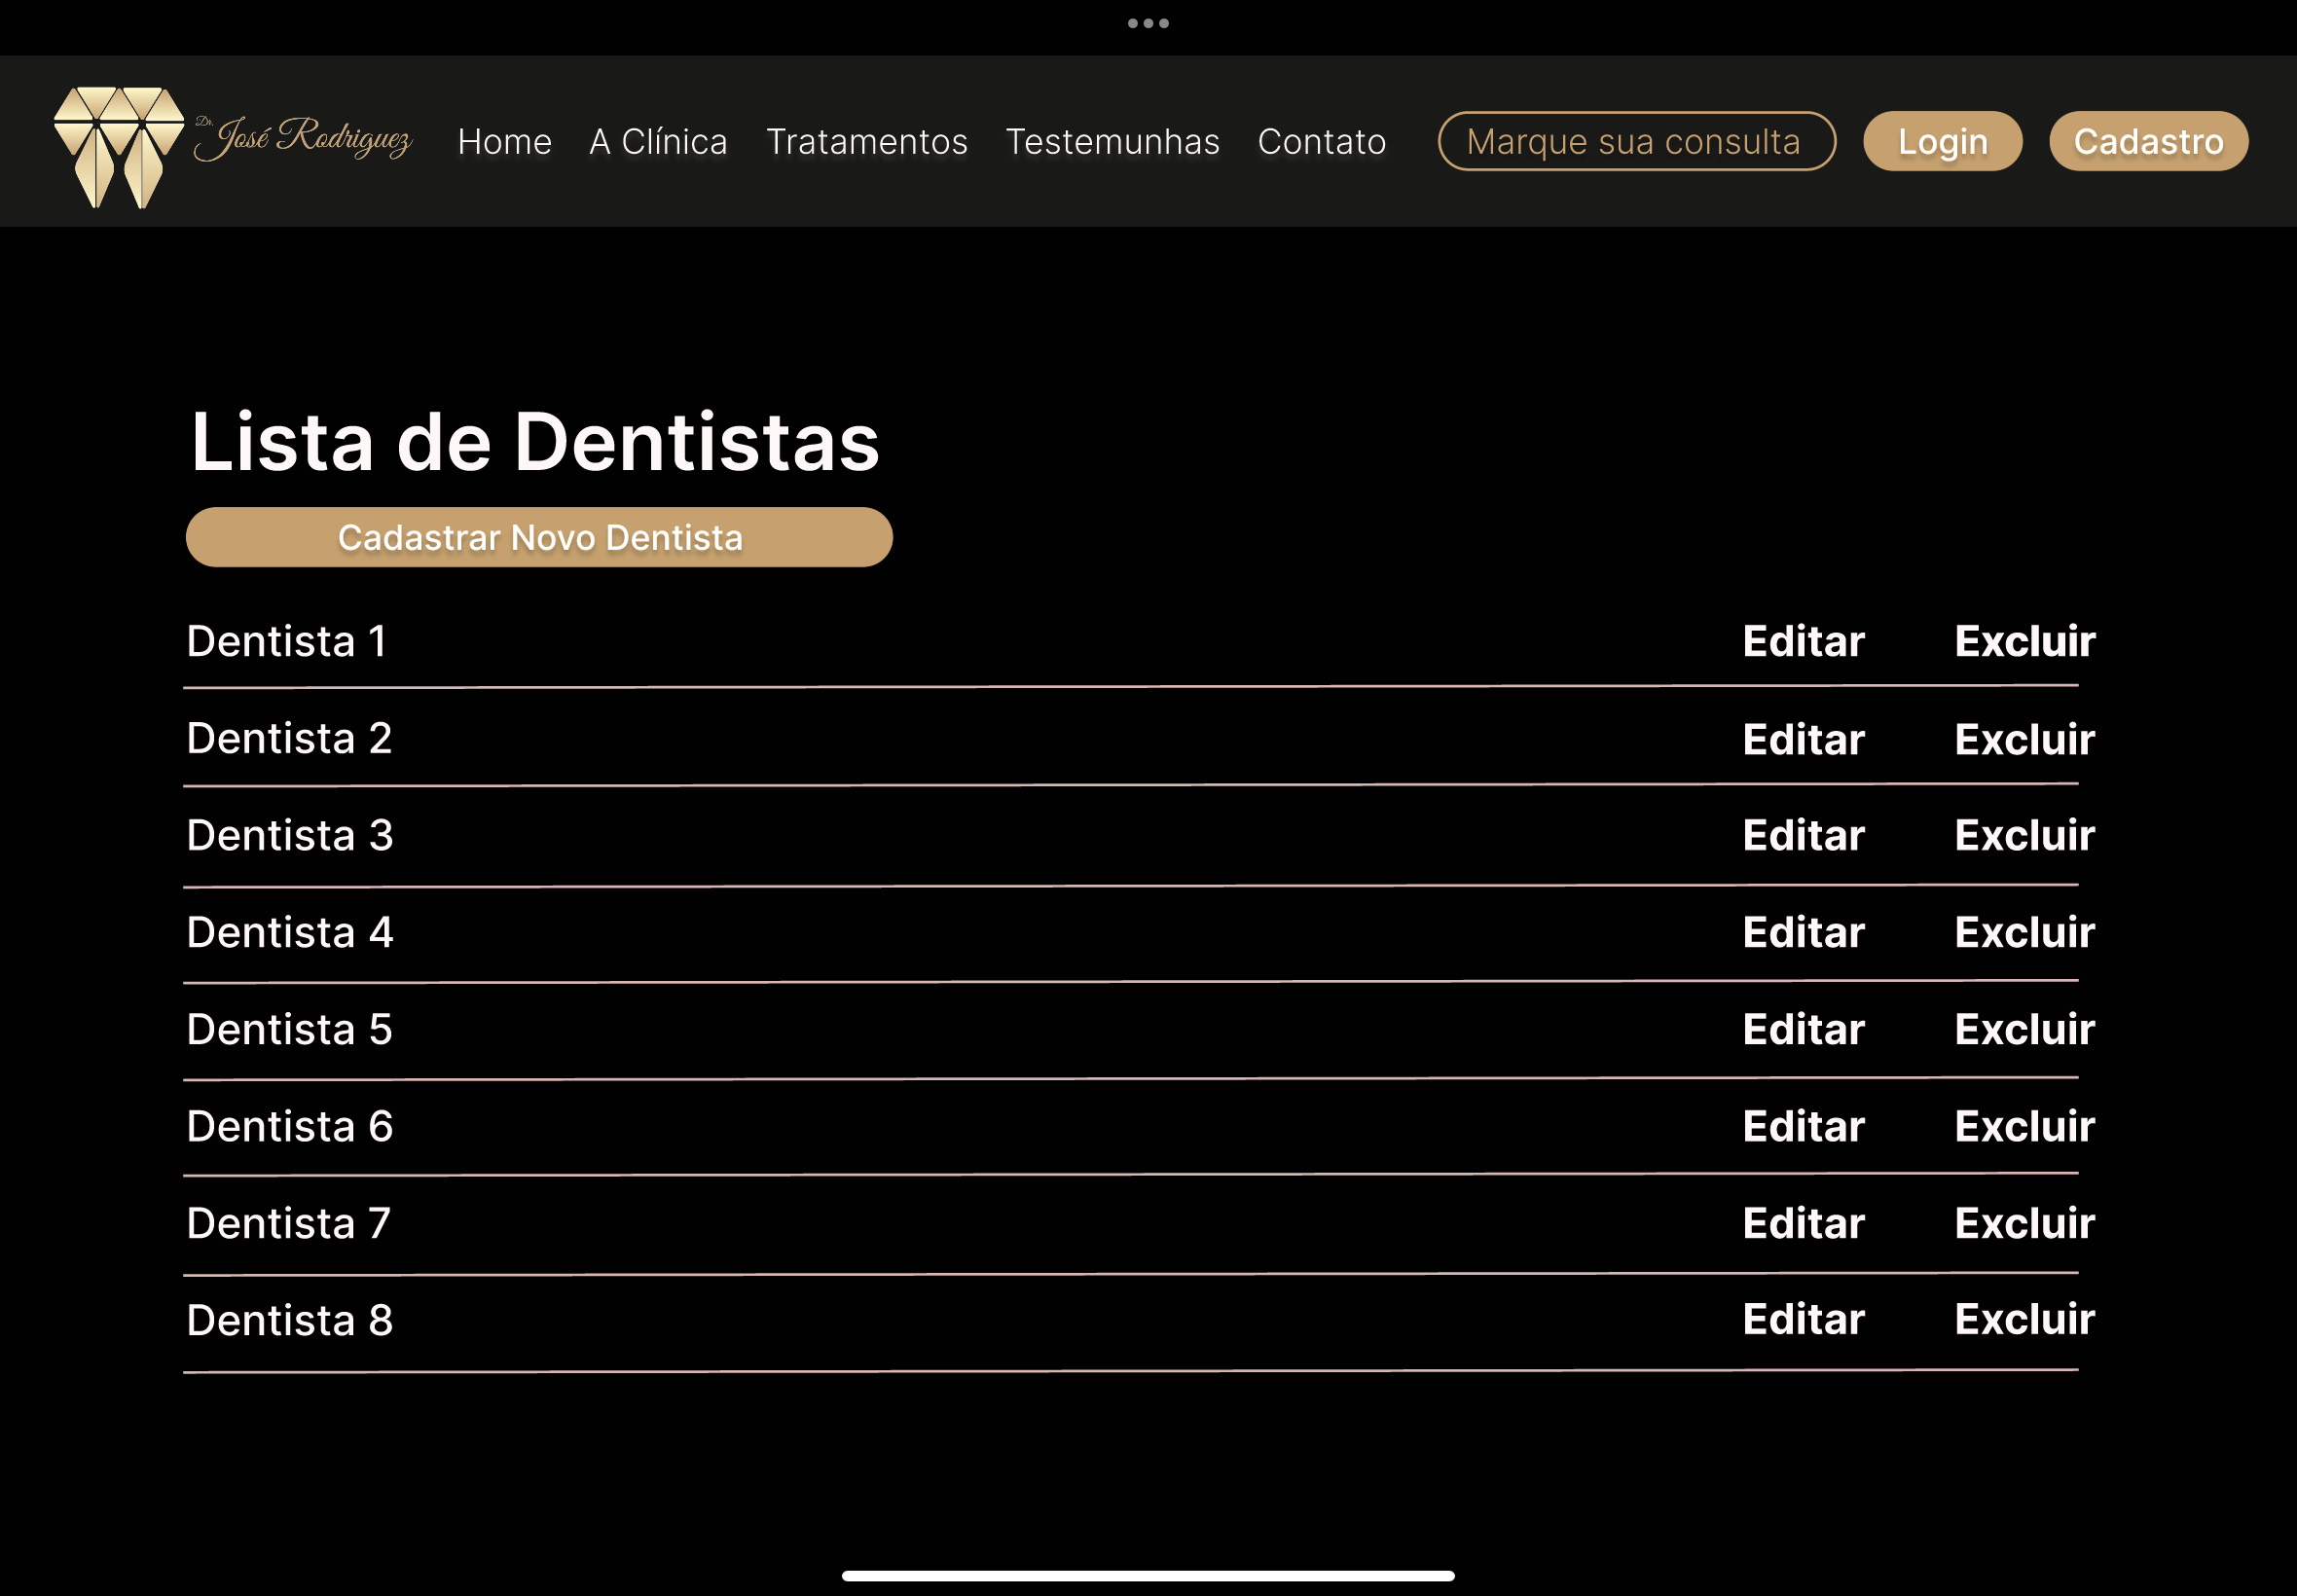 Dr. José Rodriguez Home A Clínica Tratamentos Testemunhas Contato Marque sua consulta Login Cadastro
Lista de Dentistas
Cadastrar Novo Dentista
Dentista 1 Editar Excluir
Dentista 2 Editar Excluir
Dentista 3 Editar Excluir
Dentista 4 Editar Excluir
Dentista 5 Editar Excluir
Dentista 6 Editar Excluir
Dentista 7 Editar Excluir
Dentista 8 Editar Excluir